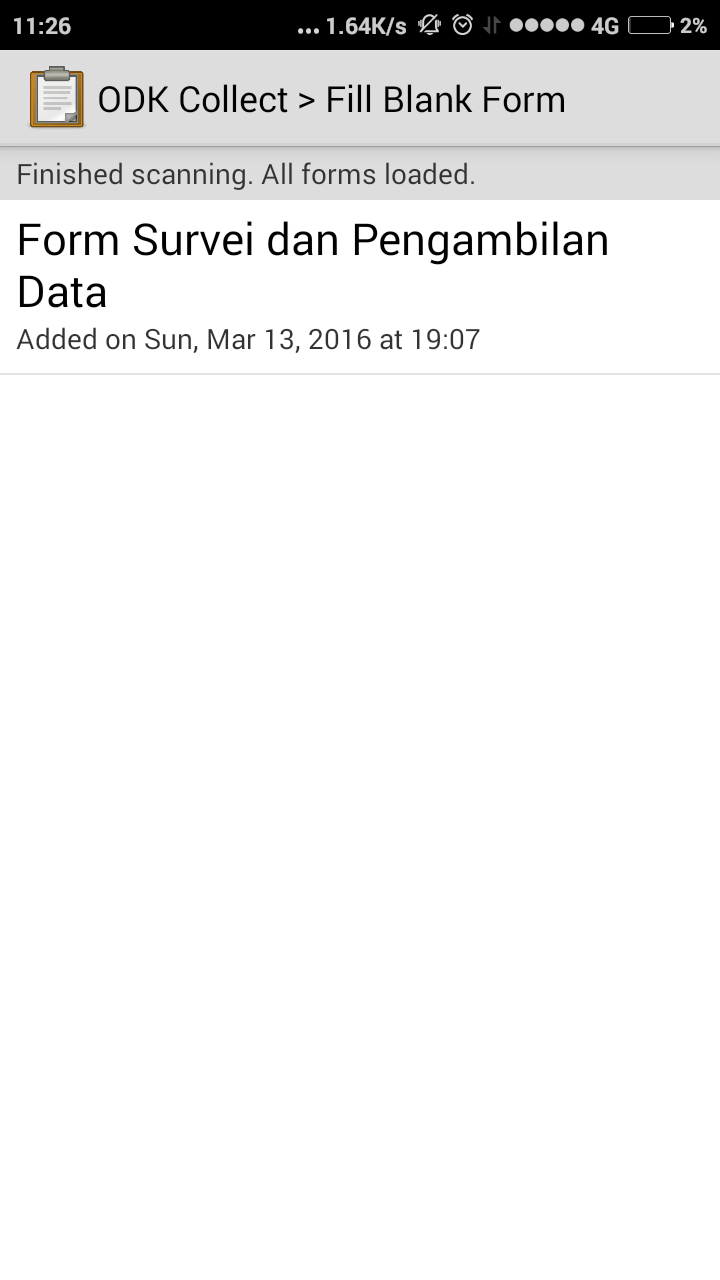 11:26 ... 1.64K/s 4G 2%
ODK Collect > Fill Blank Form
Finished scanning. All forms loaded.
Form Survei dan Pengambilan
Data
Added on Sun, Mar 13, 2016 at 19:07